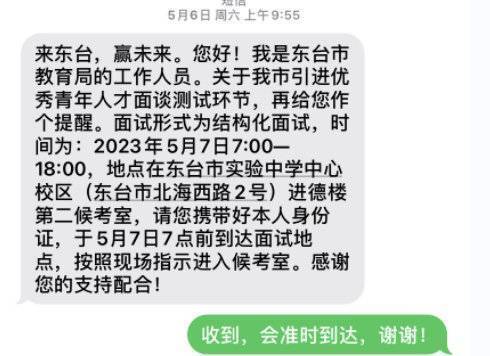 短信
5月6日 周六 上午9:55
来东台，赢未来。您好！我是东台市
教育局的工作人员。关于我市引进优
秀青年人才面谈测试环节，再给您作
个提醒。面试形式为结构化面试，时
间为：2023年5月7日7:00—
18:00，地点在东台市实验中学中心
校区（东台市北海西路2号）进德楼
第二候考室，请您携带好本人身份
证，于5月7日7点前到达面试地
点，按照现场指示进入候考室。感谢
您的支持配合！
收到，会准时到达，谢谢！